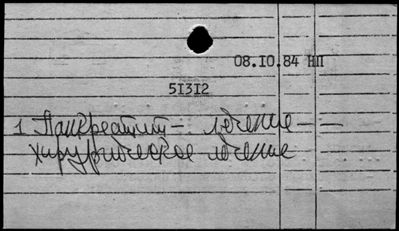 08.10.84 НП
51312
1 Панкреатит — лечение — —
хирургическое лечение